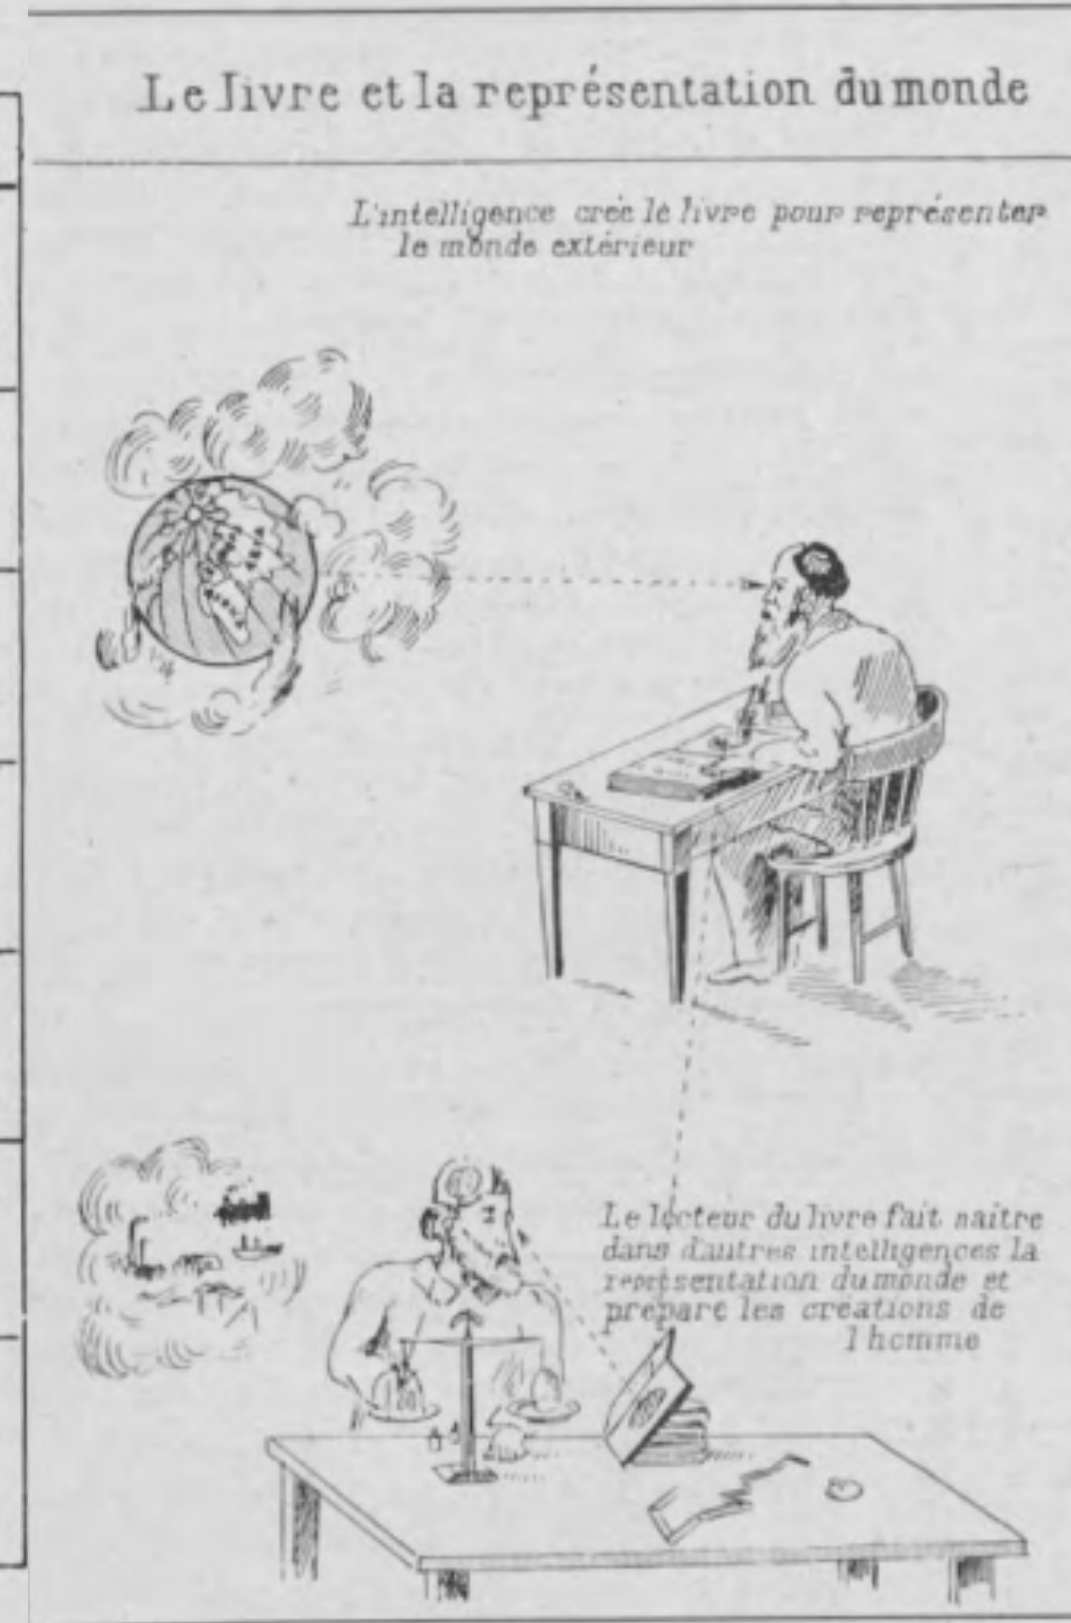 Le livre et la représentation du monde
L'intelligence crée le livre pour représenter
le monde extérieur
Le lecteur du livre fait naître
dans d'autres intelligences la
représentation du monde et
prépare les créations de
l'homme